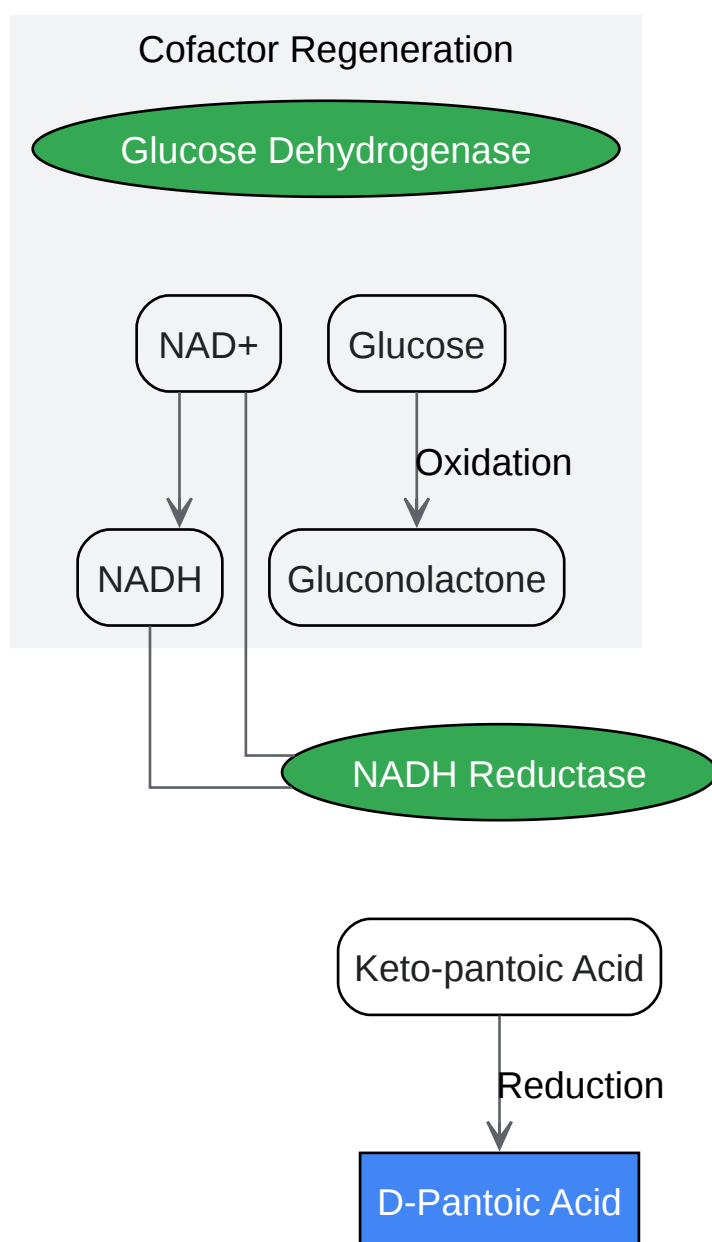 Cofactor Regeneration
Glucose Dehydrogenase
NAD+
Glucose
Oxidation
NADH
Gluconolactone
NADH Reductase
Keto-pantoic Acid
Reduction
D-Pantoic Acid